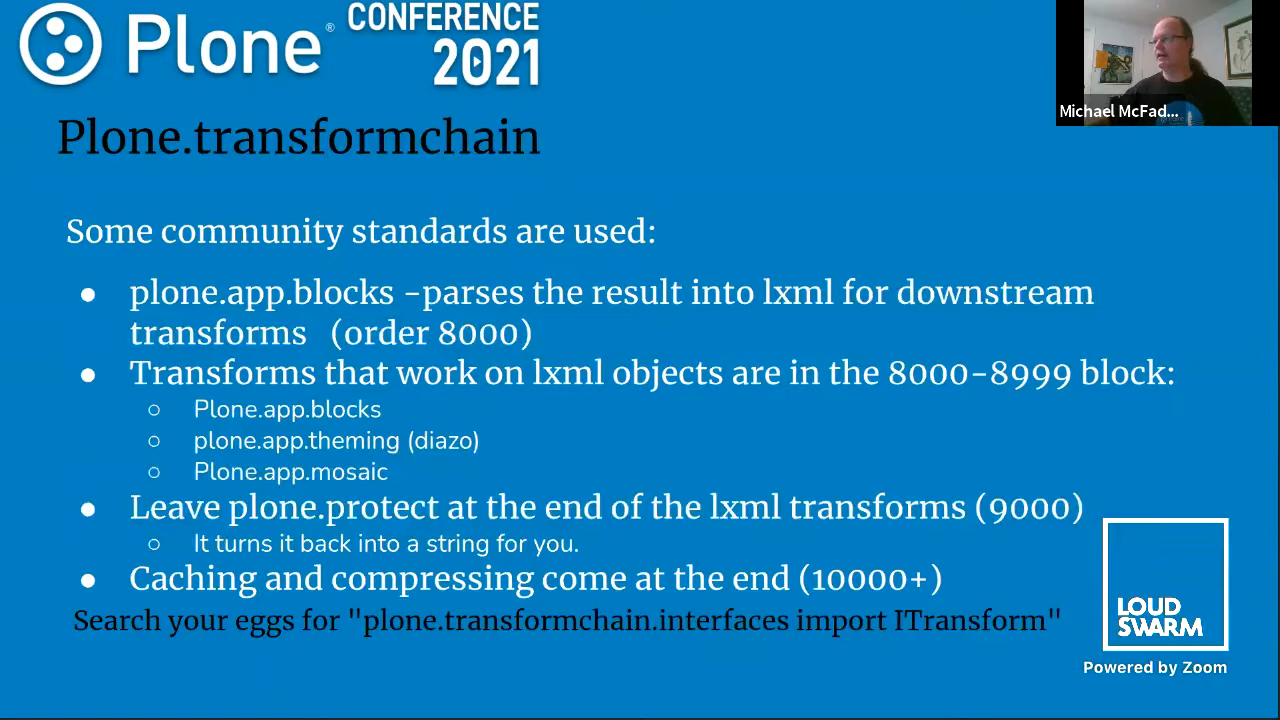 Plone® CONFERENCE
2021
Michael McFad...
Plone.transformchain
Some community standards are used:
● plone.app.blocks -parses the result into lxml for downstream
transforms (order 8000)
● Transforms that work on lxml objects are in the 8000-8999 block:
○ Plone.app.blocks
○ plone.app.theming (diazo)
○ Plone.app.mosaic
● Leave plone.protect at the end of the lxml transforms (9000)
○ It turns it back into a string for you.
● Caching and compressing come at the end (10000+)
Search your eggs for "plone.transformchain.interfaces import ITransform"
LOUD
SWARM
Powered by Zoom